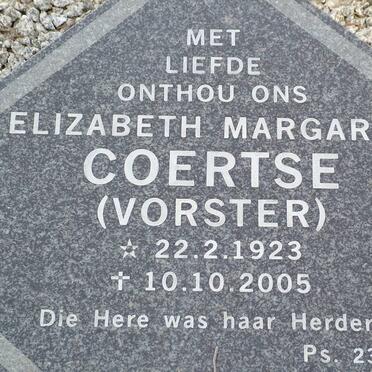 MET
LIEFDE
ONTHOU ONS
ELIZABETH MARGAR
COERTSE
(VORSTER)
☆ 22.2.1923
✝ 10.10.2005
Die Here was haar Herder
Ps. 23